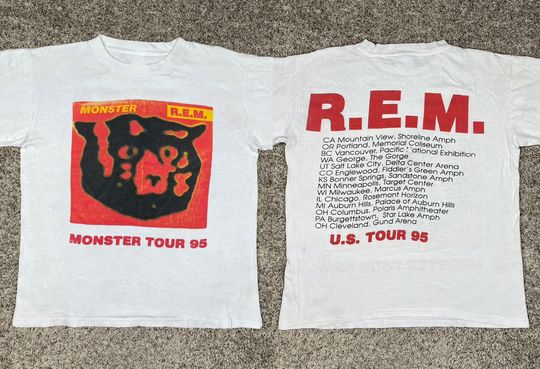 MONSTER
R.E.M.
MONSTER TOUR 95
R.E.M.
CA Mountain View, Shoreline Amph
OR Portland, Memorial Coliseum
BC Vancouver, Pacific National Exhibition
WA George, The Gorge
UT Salt Lake City, Delta Center Arena
CO Englewood, Fiddler's Green Amph
KS Bonner Springs, Sandstone Amph
MN Minneapolis, Target Center
WI Milwaukee, Marcus Amph
IL Chicago, Rosemont Horizon
MI Auburn Hills, Palace of Auburn Hills
OH Columbus, Polaris Amphitheater
PA Burgettstown, Star Lake Amph
OH Cleveland, Gund Arena
U.S. TOUR 95